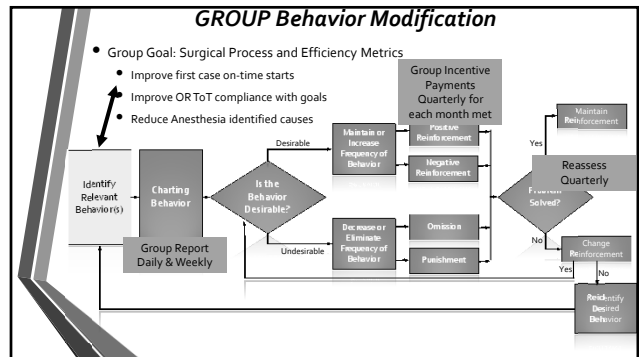 GROUP Behavior Modification
• Group Goal: Surgical Process and Efficiency Metrics
• Improve first case on-time starts
• Improve OR ToT compliance with goals
• Reduce Anesthesia identified causes
Group Incentive
Payments
Quarterly for
each month met
Identify
Relevant
Behavior(s)
Charting
Behavior
Group Report
Daily & Weekly
Is the
Behavior
Desirable?
Desirable
Undesirable
Maintain or
Increase
Frequency of
Behavior
Positive
Reinforcement
Negative
Reinforcement
Decrease or
Eliminate
Frequency of
Behavior
Omission
Punishment
Reassess
Quarterly
Solved?
Yes
Maintain
Reinforcement
No
Change
Reinforcement
Yes
No
Reidentify
Desired
Behavior